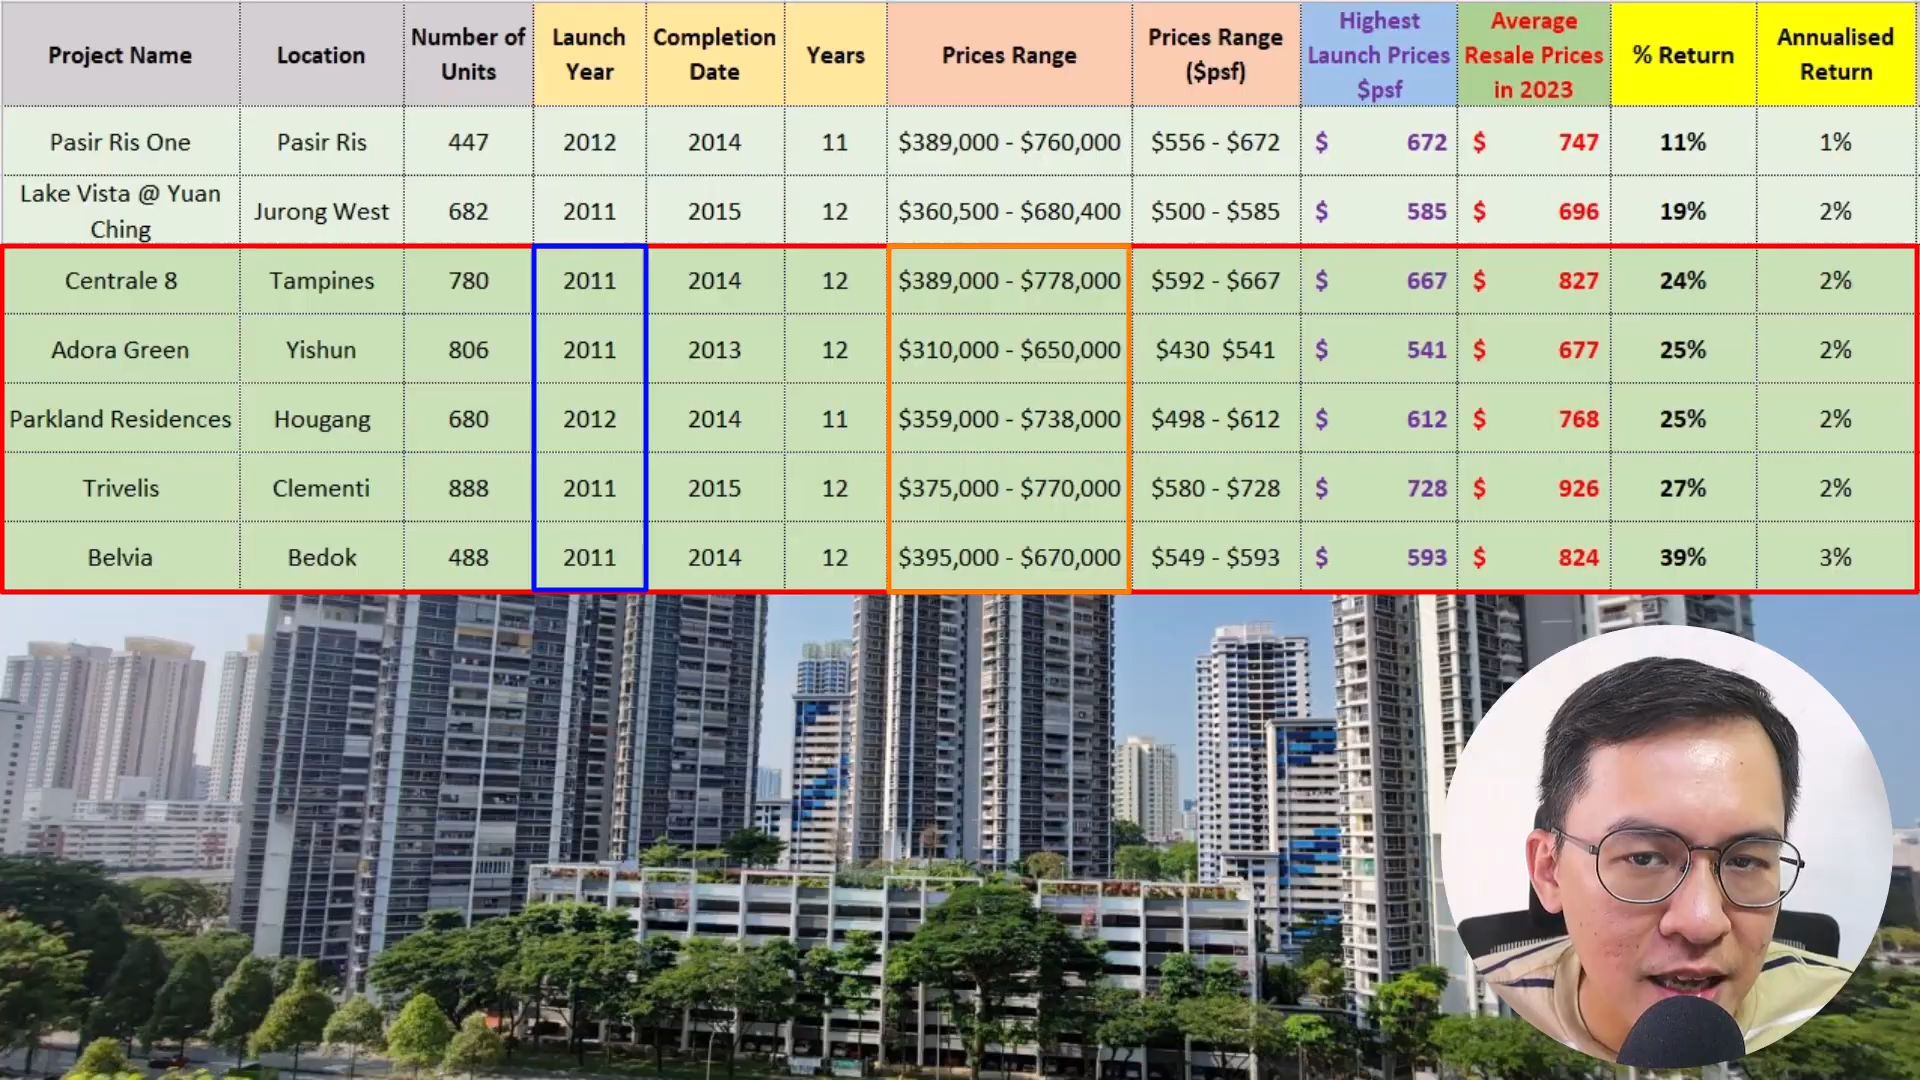 Project Name Location Number of Units Launch Year Completion Date Years Prices Range Prices Range ($psf) Highest Launch Prices $psf Average Resale Prices in 2023 % Return Annualised Return
Pasir Ris One Pasir Ris 447 2012 2014 11 $389,000 - $760,000 $556 - $672 $ 672 $ 747 11% 1%
Lake Vista @ Yuan Ching Jurong West 682 2011 2015 12 $360,500 - $680,400 $500 - $585 $ 585 $ 696 19% 2%
Centrale 8 Tampines 780 2011 2014 12 $389,000 - $778,000 $592 - $667 $ 667 $ 827 24% 2%
Adora Green Yishun 806 2011 2013 12 $310,000 - $650,000 $430 $541 $ 541 $ 677 25% 2%
Parkland Residences Hougang 680 2012 2014 11 $359,000 - $738,000 $498 - $612 $ 612 $ 768 25% 2%
Trivelis Clementi 888 2011 2015 12 $375,000 - $770,000 $580 - $728 $ 728 $ 926 27% 2%
Belvia Bedok 488 2011 2014 12 $395,000 - $670,000 $549 - $593 $ 593 $ 824 39% 3%